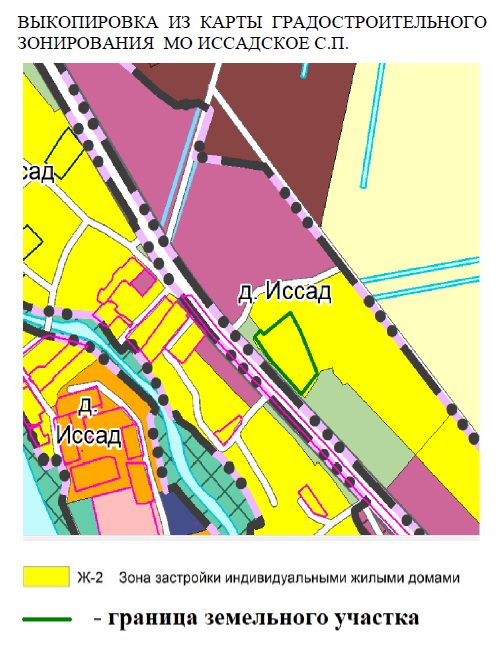 ВЫКОПИРОВКА ИЗ КАРТЫ ГРАДОСТРОИТЕЛЬНОГО
ЗОНИРОВАНИЯ МО ИССАДСКОЕ С.П.
сад
д. Иссад
д.
Иссад
Ж-2 Зона застройки индивидуальными жилыми домами
- граница земельного участка